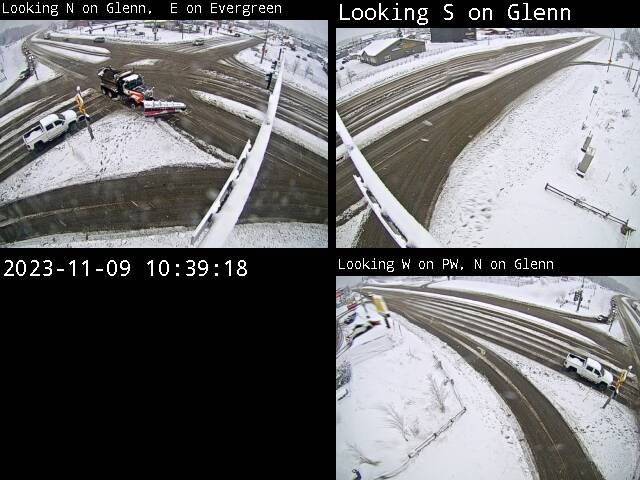 Looking N on Glenn,  E on Evergreen
Looking S on Glenn
2023-11-09 10:39:18
Looking W on PW, N on Glenn